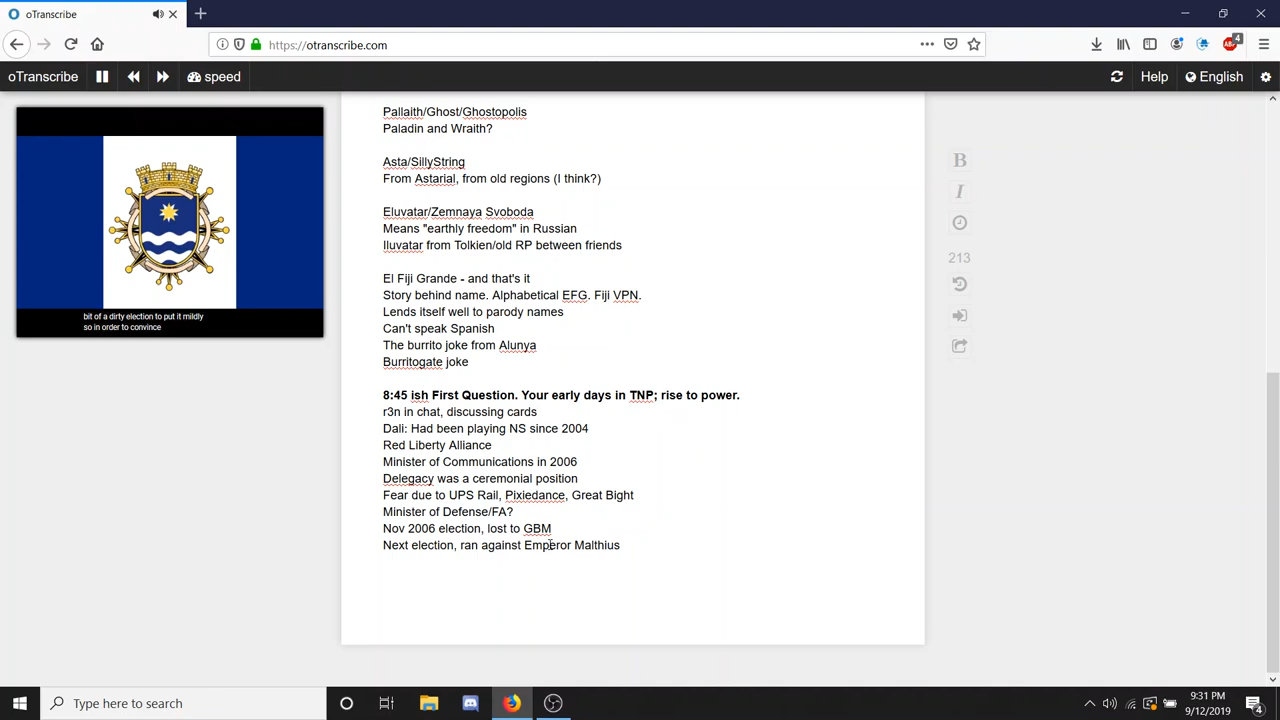 oTranscribe
https://otranscribe.com
4
oTranscribe
speed
Help
English
Pallaith/Ghost/Ghostopolis
Paladin and Wraith?
Asta/SillyString
From Astarial, from old regions (I think?)
Eluvatar/Zemnaya Svoboda
Means "earthly freedom" in Russian
Iluvatar from Tolkien/old RP between friends
El Fiji Grande - and that's it
Story behind name. Alphabetical EFG. Fiji VPN.
Lends itself well to parody names
Can't speak Spanish
The burrito joke from Alunya
Burritogate joke
8:45 ish First Question. Your early days in TNP; rise to power.
r3n in chat, discussing cards
Dali: Had been playing NS since 2004
Red Liberty Alliance
Minister of Communications in 2006
Delegacy was a ceremonial position
Fear due to UPS Rail, Pixiedance, Great Bight
Minister of Defense/FA?
Nov 2006 election, lost to GBM
Next election, ran against Emperor Malthius
bit of a dirty election to put it mildly
so in order to convince
B
I
213
Type here to search
9:31 PM
9/12/2019
4